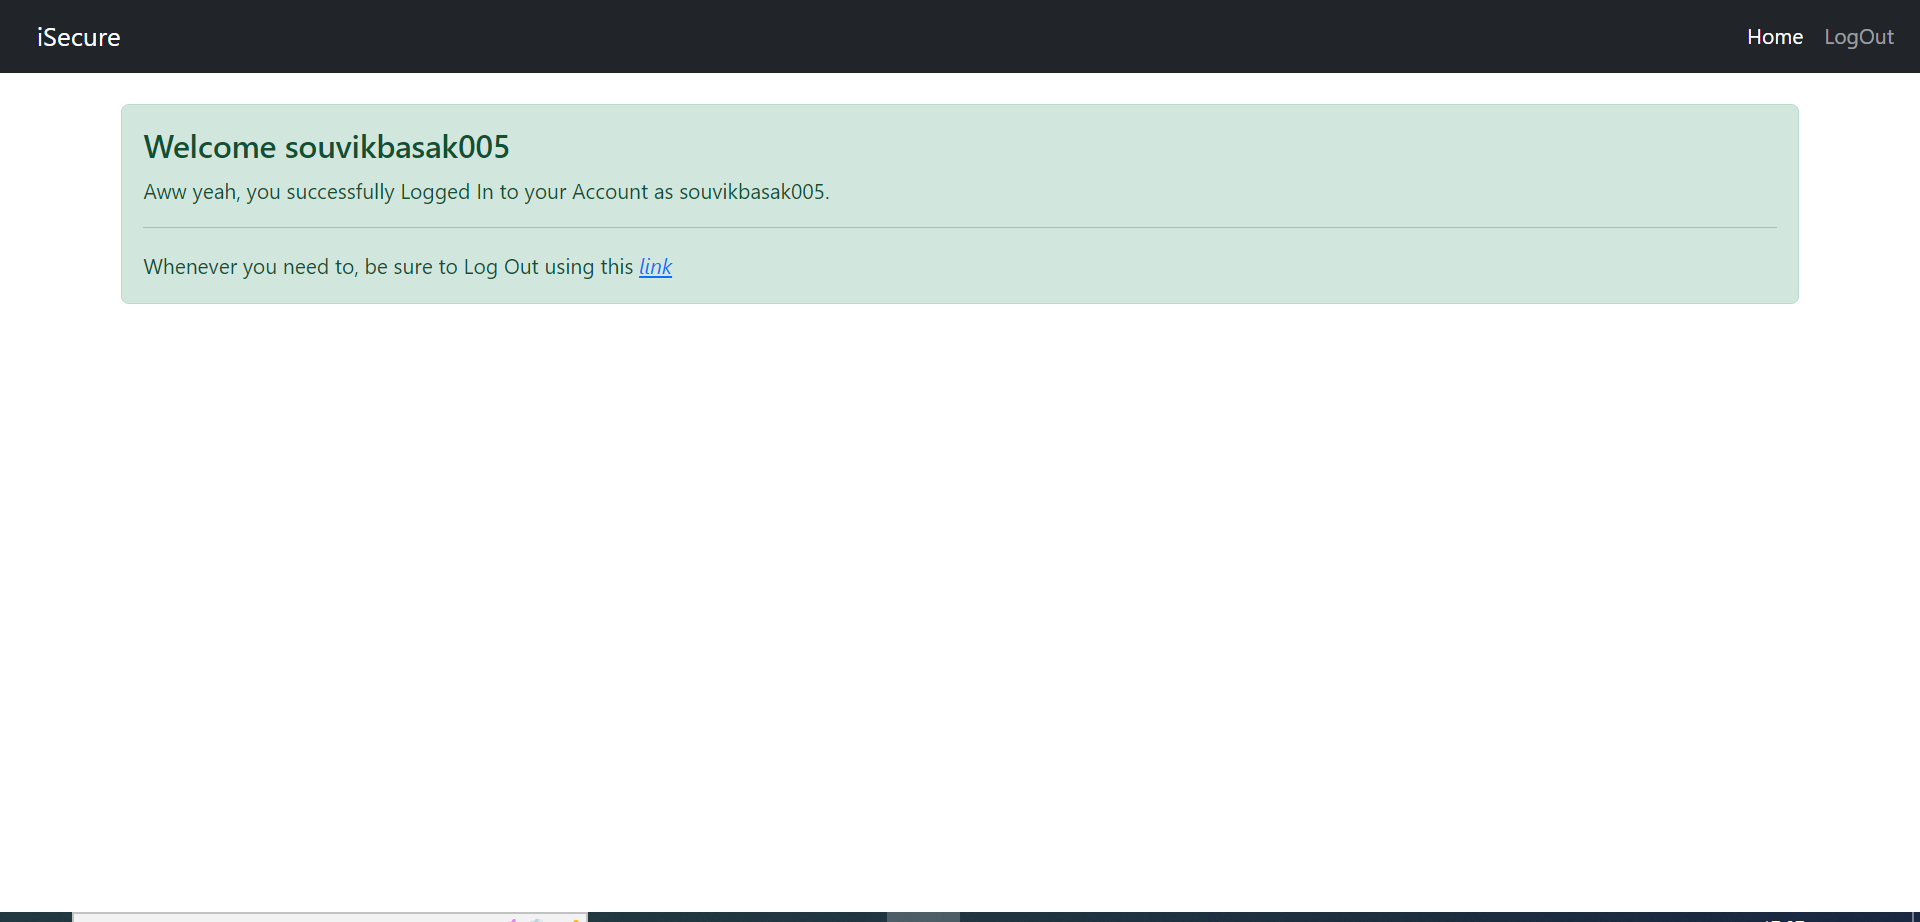 iSecure
Home LogOut
Welcome souvikbasak005
Aww yeah, you successfully Logged In to your Account as souvikbasak005.
Whenever you need to, be sure to Log Out using this link